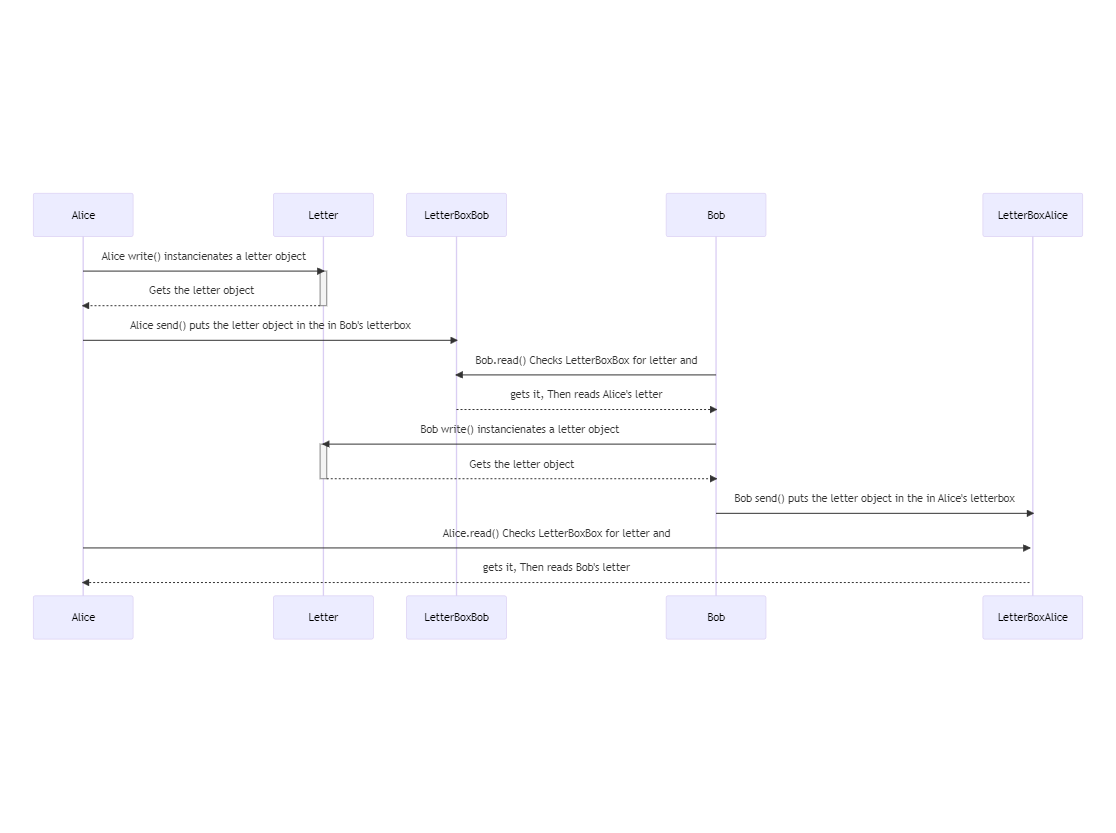 Alice
Letter
LetterBoxBob
Bob
LetterBoxAlice
Alice write() instancienates a letter object
Gets the letter object
Alice send() puts the letter object in the in Bob's letterbox
Bob.read() Checks LetterBoxBox for letter and
gets it, Then reads Alice's letter
Bob write() instancienates a letter object
Gets the letter object
Bob send() puts the letter object in the in Alice's letterbox
Alice.read() Checks LetterBoxBox for letter and
gets it, Then reads Bob's letter
Alice
Letter
LetterBoxBob
Bob
LetterBoxAlice